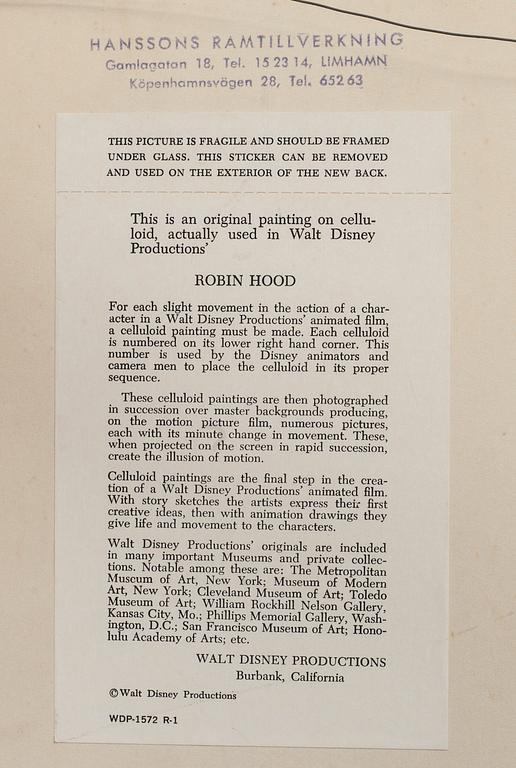 HANSSONS RAMTILLVERKNING
Gamlagatan 18, Tel. 15 23 14, LIMHAMN
Köpenhamnsvägen 28, Tel. 652 63
THIS PICTURE IS FRAGILE AND SHOULD BE FRAMED
UNDER GLASS. THIS STICKER CAN BE REMOVED
AND USED ON THE EXTERIOR OF THE NEW BACK.
This is an original painting on cellu-
loid, actually used in Walt Disney
Productions'
ROBIN HOOD
For each slight movement in the action of a char-
acter in a Walt Disney Productions' animated film,
a celluloid painting must be made. Each celluloid
is numbered on its lower right hand corner. This
number is used by the Disney animators and
camera men to place the celluloid in its proper
sequence.
These celluloid paintings are then photographed
in succession over master backgrounds producing,
on the motion picture film, numerous pictures,
each with its minute change in movement. These,
when projected on the screen in rapid succession,
create the illusion of motion.
Celluloid paintings are the final step in the crea-
tion of a Walt Disney Productions' animated film.
With story sketches the artists express their first
creative ideas, then with animation drawings they
give life and movement to the characters.
Walt Disney Productions' originals are included
in many important Museums and private collec-
tions. Notable among these are: The Metropolitan
Museum of Art, New York; Museum of Modern
Art, New York; Cleveland Museum of Art; Toledo
Museum of Art; William Rockhill Nelson Gallery,
Kansas City, Mo.; Phillips Memorial Gallery, Wash-
ington, D.C.; San Francisco Museum of Art; Hono-
lulu Academy of Arts; etc.
WALT DISNEY PRODUCTIONS
Burbank, California
©Walt Disney Productions
WDP-1572 R-1